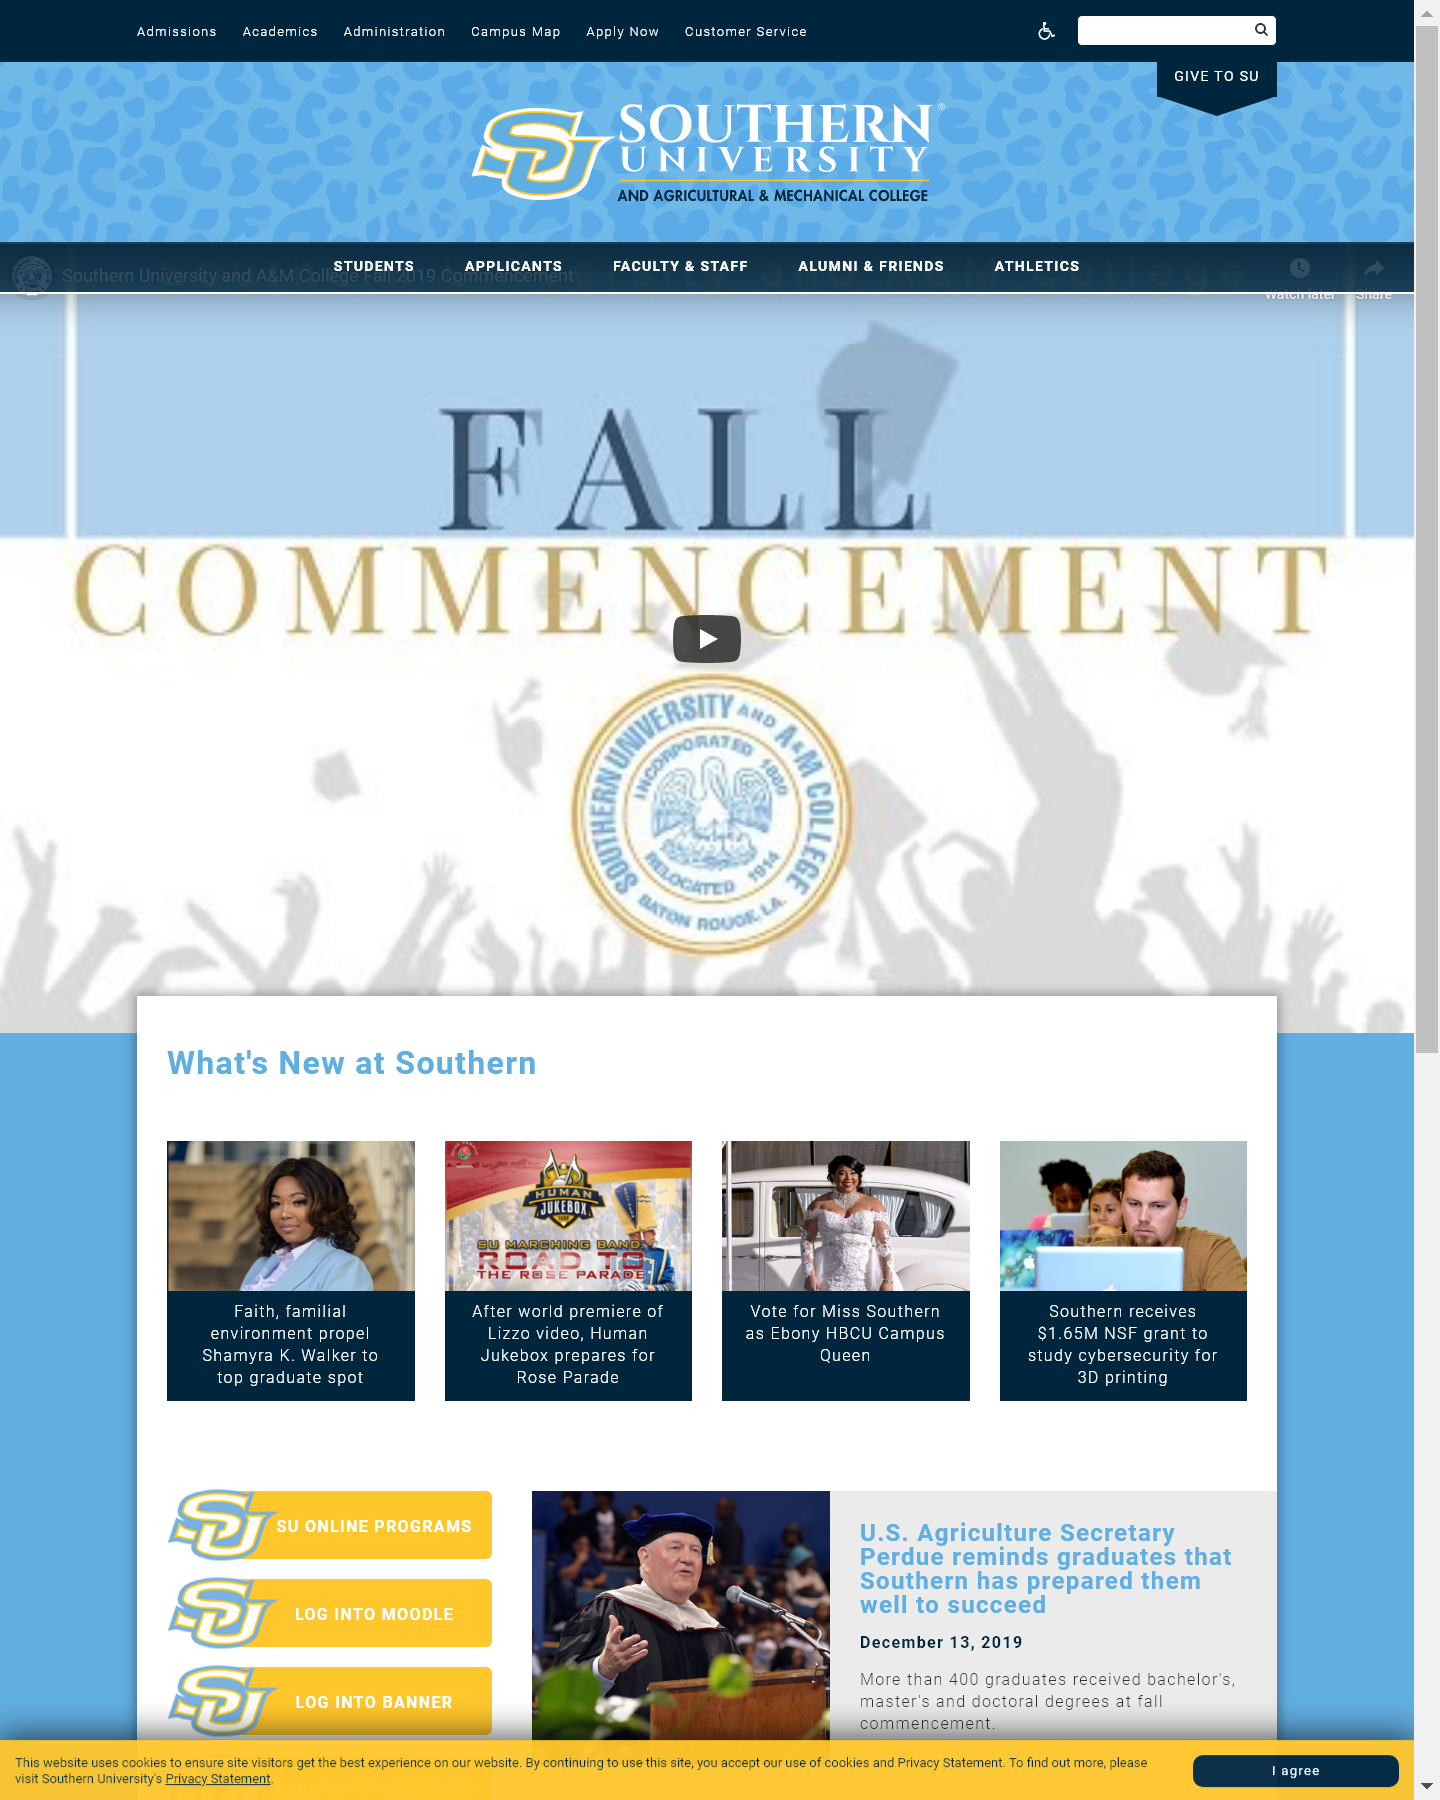 Admissions Academics Administration Campus Map Apply Now Customer Service
GIVE TO SU
SU SOUTHERN®
UNIVERSITY
AND AGRICULTURAL & MECHANICAL COLLEGE
STUDENTS APPLICANTS FACULTY & STAFF ALUMNI & FRIENDS ATHLETICS
Southern University and A&M College Fall 2019 Commencement
Watch later Share
FALL
COMMENCEMENT
SOUTHERN UNIVERSITY AND A&M COLLEGE
INCORPORATED 1880
RELOCATED 1914
BATON ROUGE, LA.
What's New at Southern
HUMAN
JUKEBOX
SU MARCHING BAND:
ROAD TO
THE ROSE PARADE
Faith, familial
environment propel
Shamyra K. Walker to
top graduate spot
After world premiere of
Lizzo video, Human
Jukebox prepares for
Rose Parade
Vote for Miss Southern
as Ebony HBCU Campus
Queen
Southern receives
$1.65M NSF grant to
study cybersecurity for
3D printing
SU SU ONLINE PROGRAMS
SU LOG INTO MOODLE
SU LOG INTO BANNER
U.S. Agriculture Secretary
Perdue reminds graduates that
Southern has prepared them
well to succeed
December 13, 2019
More than 400 graduates received bachelor's,
master's and doctoral degrees at fall
commencement.
This website uses cookies to ensure site visitors get the best experience on our website. By continuing to use this site, you accept our use of cookies and Privacy Statement. To find out more, please
visit Southern University's Privacy Statement.
I agree